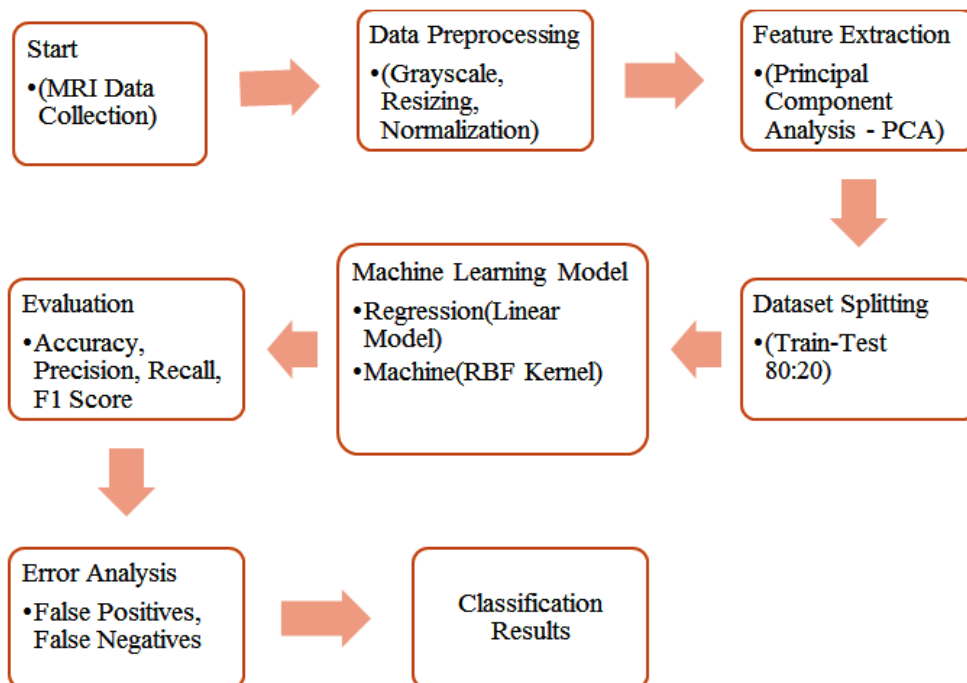 Start
•(MRI Data
Collection)
Data Preprocessing
•(Grayscale,
Resizing,
Normalization)
Feature Extraction
•(Principal
Component
Analysis - PCA)
Dataset Splitting
•(Train-Test
80:20)
Machine Learning Model
•Regression(Linear
Model)
•Machine(RBF Kernel)
Evaluation
•Accuracy,
Precision, Recall,
F1 Score
Error Analysis
•False Positives,
False Negatives
Classification
Results